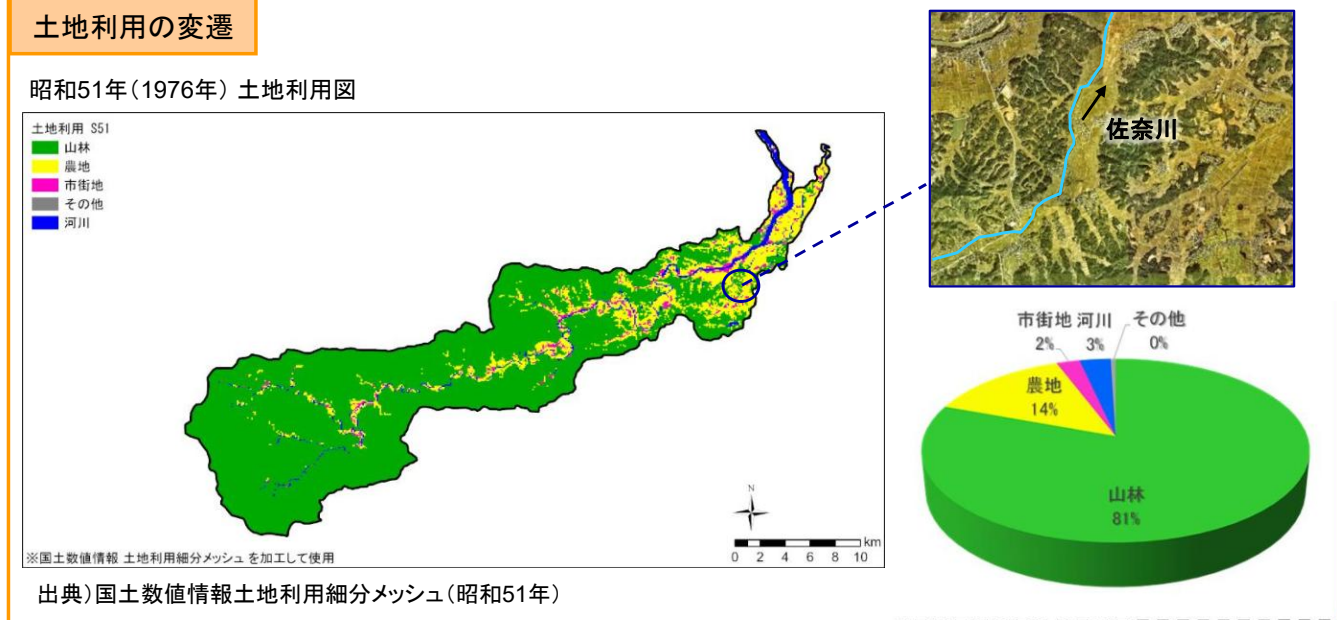 土地利用の変遷
昭和51年(1976年) 土地利用図
土地利用 S51
山林
農地
市街地
その他
河川
N
km
0 2 4 6 8 10
※国土数値情報 土地利用細分メッシュ を加工して使用
出典)国土数値情報土地利用細分メッシュ(昭和51年)
佐奈川
市街地 河川 その他
2% 3% 0%
農地
14%
山林
81%